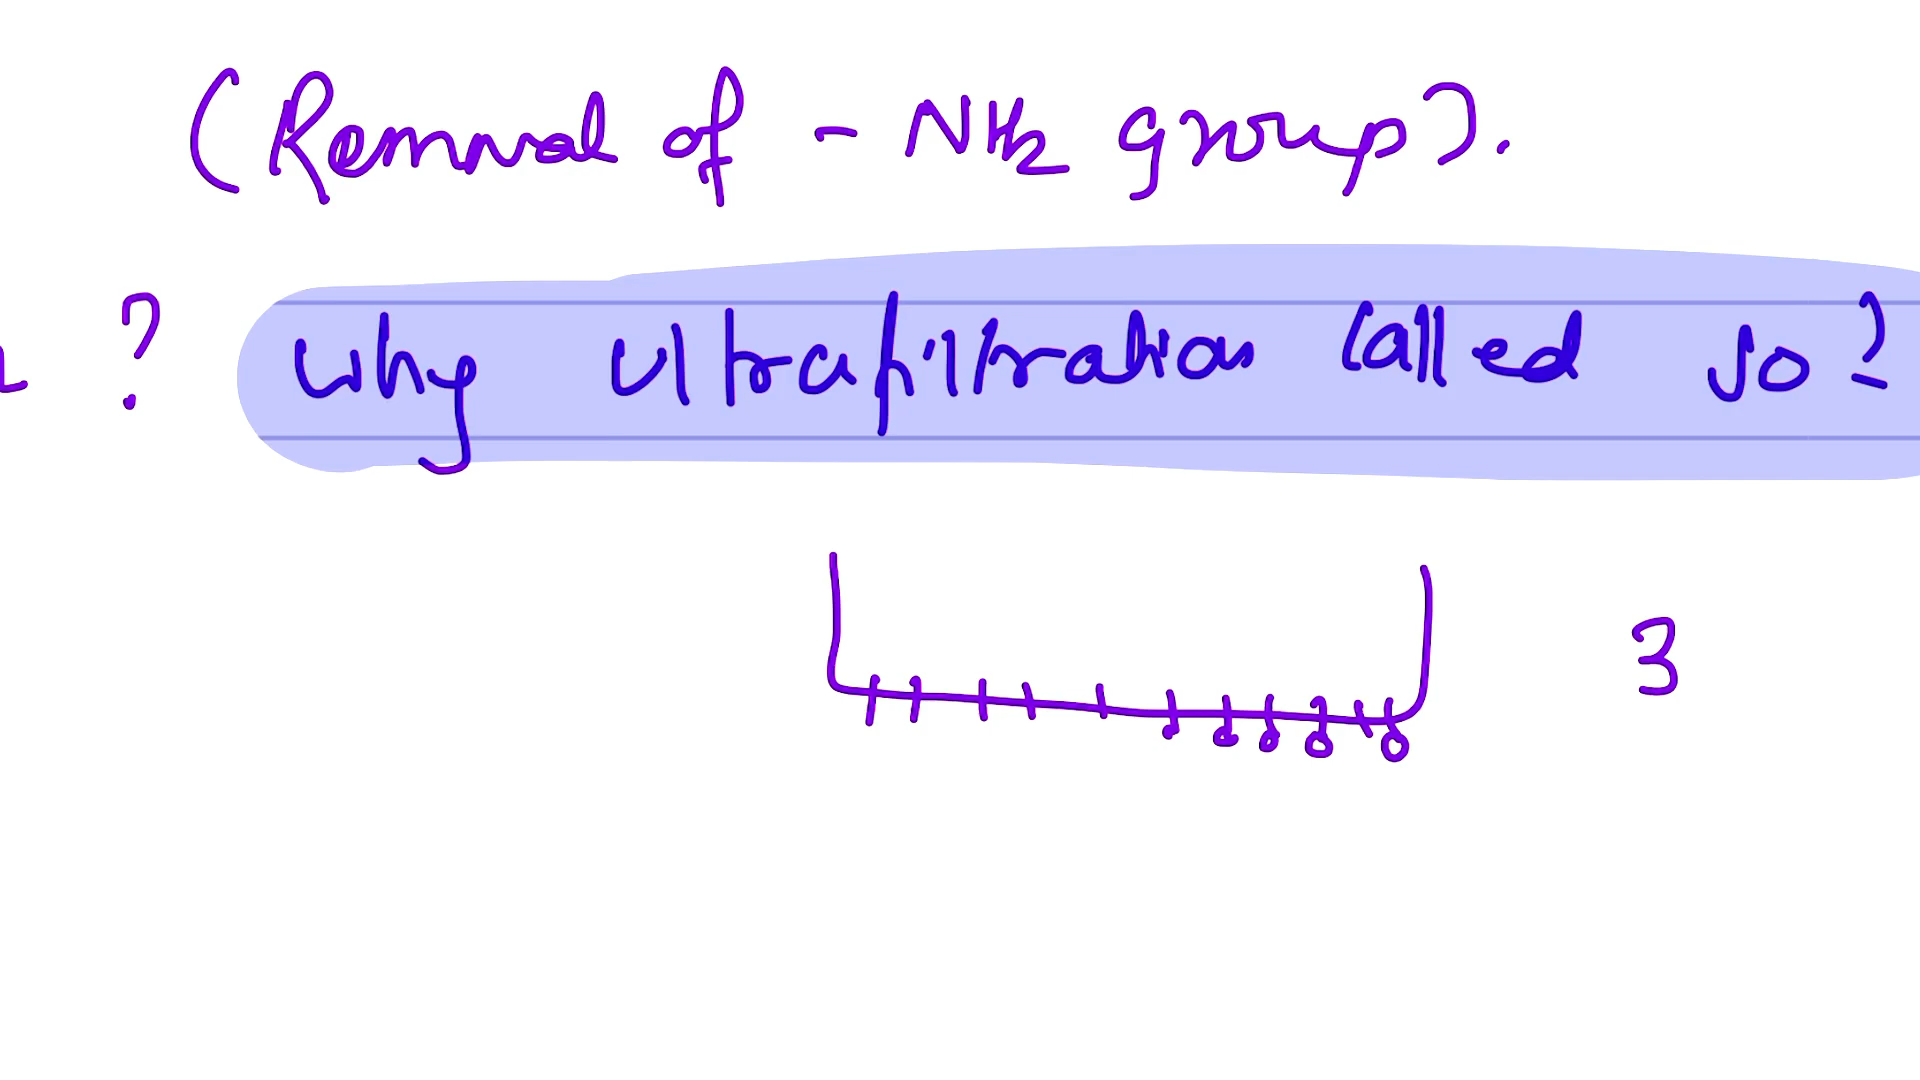 (Removal of - NH2 group).
? Why ultrafiltration called so?
3